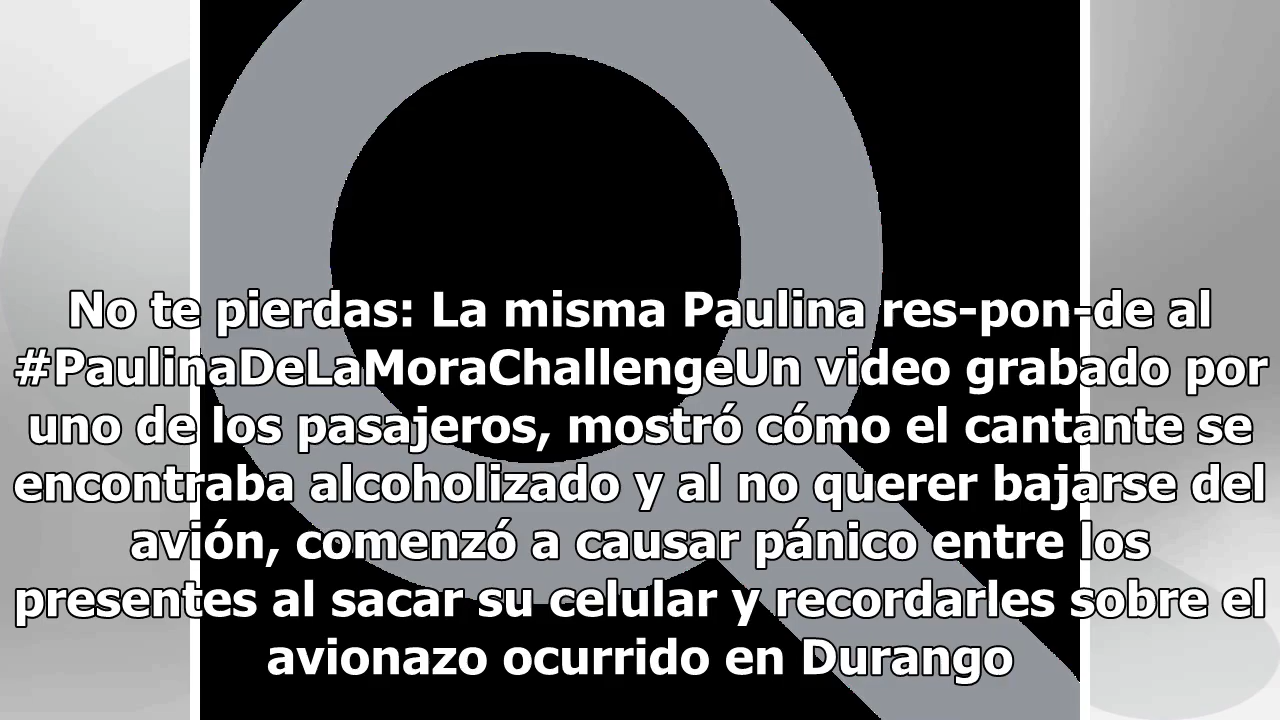 No te pierdas: La misma Paulina res-pon-de al
#PaulinaDeLaMoraChallengeUn video grabado por
uno de los pasajeros, mostró cómo el cantante se
encontraba alcoholizado y al no querer bajarse del
avión, comenzó a causar pánico entre los
presentes al sacar su celular y recordarles sobre el
avionazo ocurrido en Durango